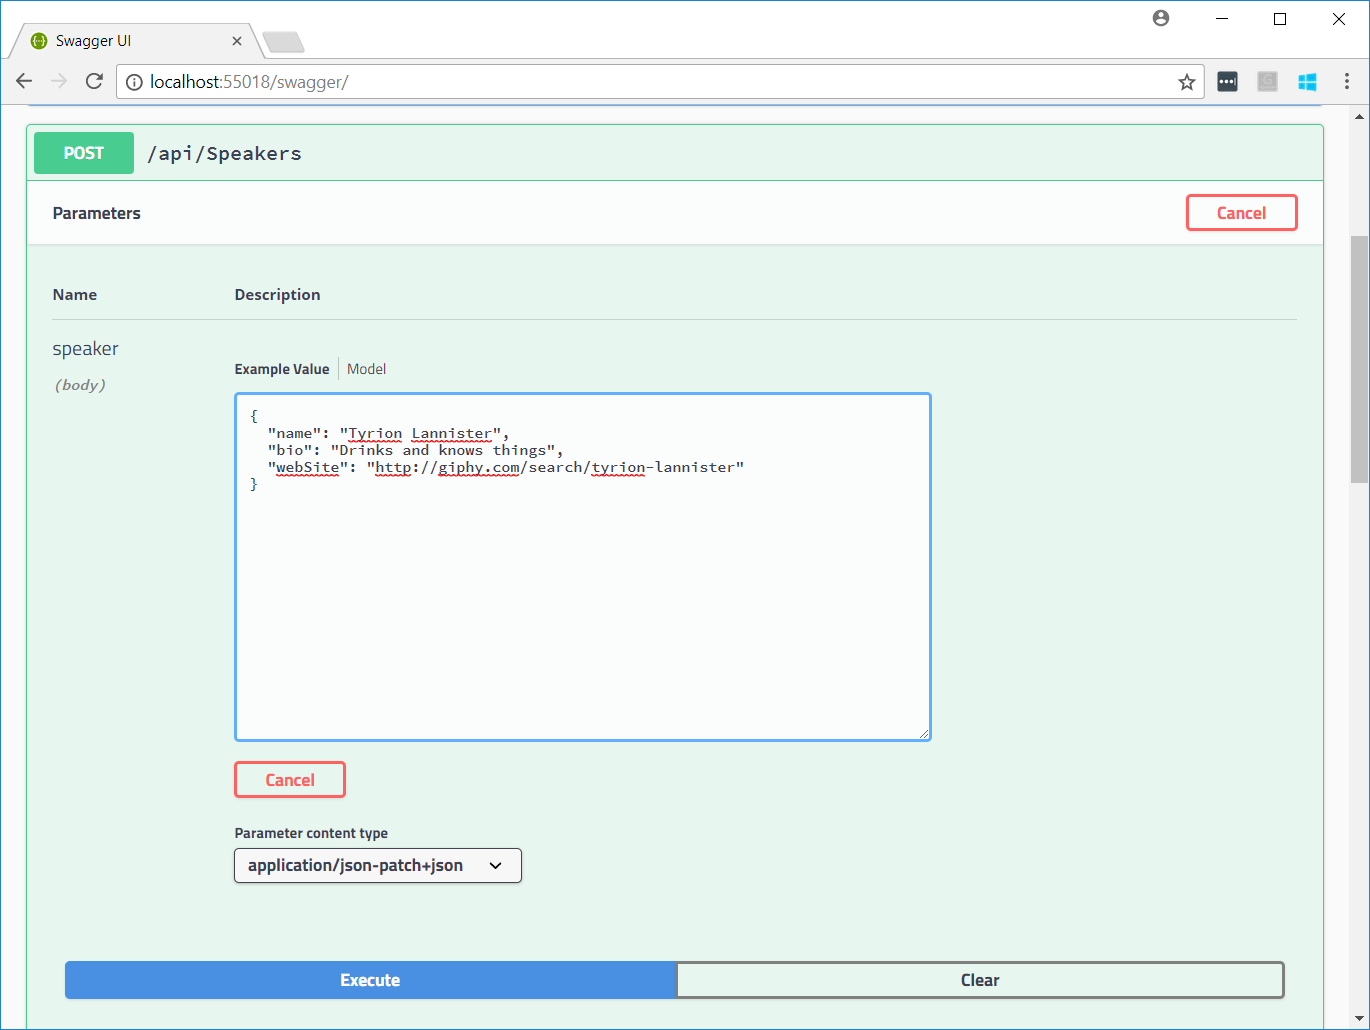 Swagger UI
localhost:55018/swagger/
POST /api/Speakers
Parameters Cancel
Name Description
speaker
(body)
Example Value Model
{
  "name": "Tyrion Lannister",
  "bio": "Drinks and knows things",
  "webSite": "http://giphy.com/search/tyrion-lannister"
}
Cancel
Parameter content type
application/json-patch+json
Execute Clear